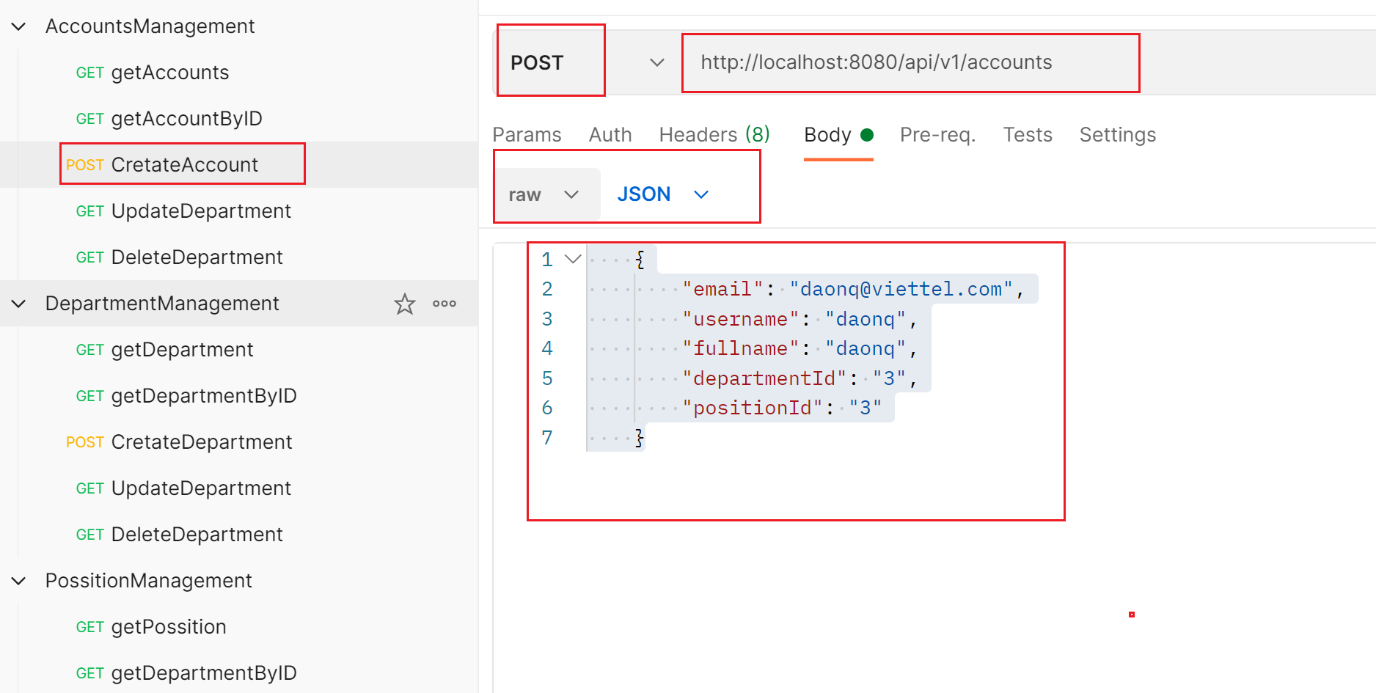 AccountsManagement
GET getAccounts
GET getAccountByID
POST CretateAccount
GET UpdateDepartment
GET DeleteDepartment
DepartmentManagement
GET getDepartment
GET getDepartmentByID
POST CretateDepartment
GET UpdateDepartment
GET DeleteDepartment
PossitionManagement
GET getPossition
GET getDepartmentByID
POST http://localhost:8080/api/v1/accounts
Params Auth Headers (8) Body Pre-req. Tests Settings
raw JSON
1 {
2 "email": "daonq@viettel.com",
3 "username": "daonq",
4 "fullname": "daonq",
5 "departmentId": "3",
6 "positionId": "3"
7 }